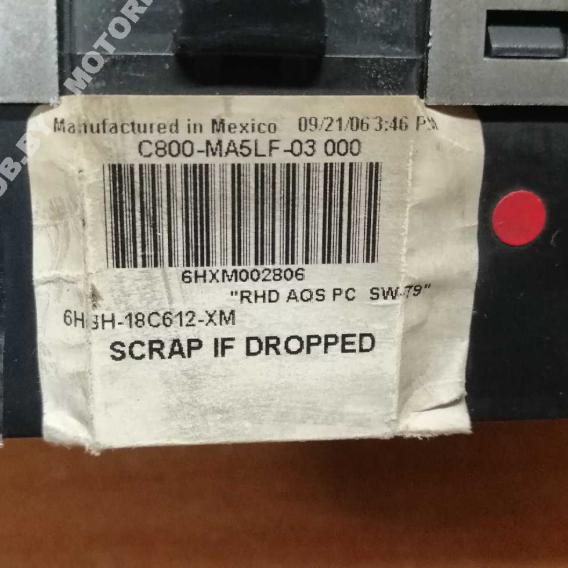 Manufactured in Mexico 09/21/06 3:46 PM
C800-MA5LF-03 000
6HXM002806
"RHD AQS PC SW-79"
-18C612-XM
SCRAP IF DROPPED